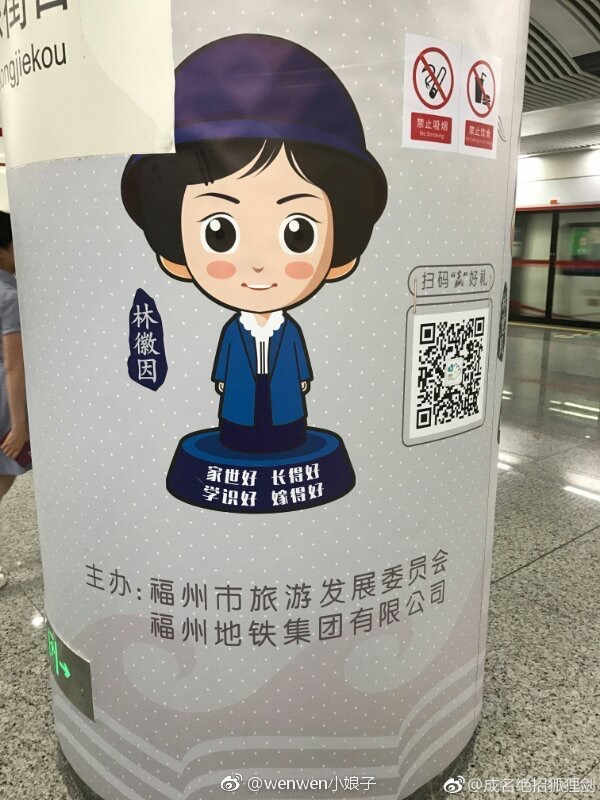 ongjiekou
禁止吸烟
No Smoking
禁止饮食
扫码“赢”好礼
林徽因
家世好 长得好
学识好 嫁得好
主办:福州市旅游发展委员会
福州地铁集团有限公司
@wenwen小娘子
@成名绝招狐狸剑